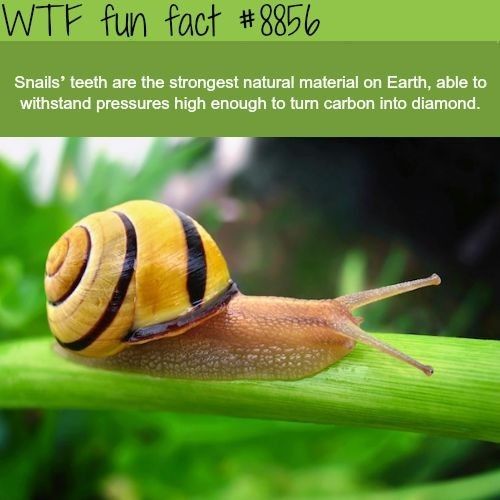 WTF fun fact #8856
Snails' teeth are the strongest natural material on Earth, able to
withstand pressures high enough to turn carbon into diamond.